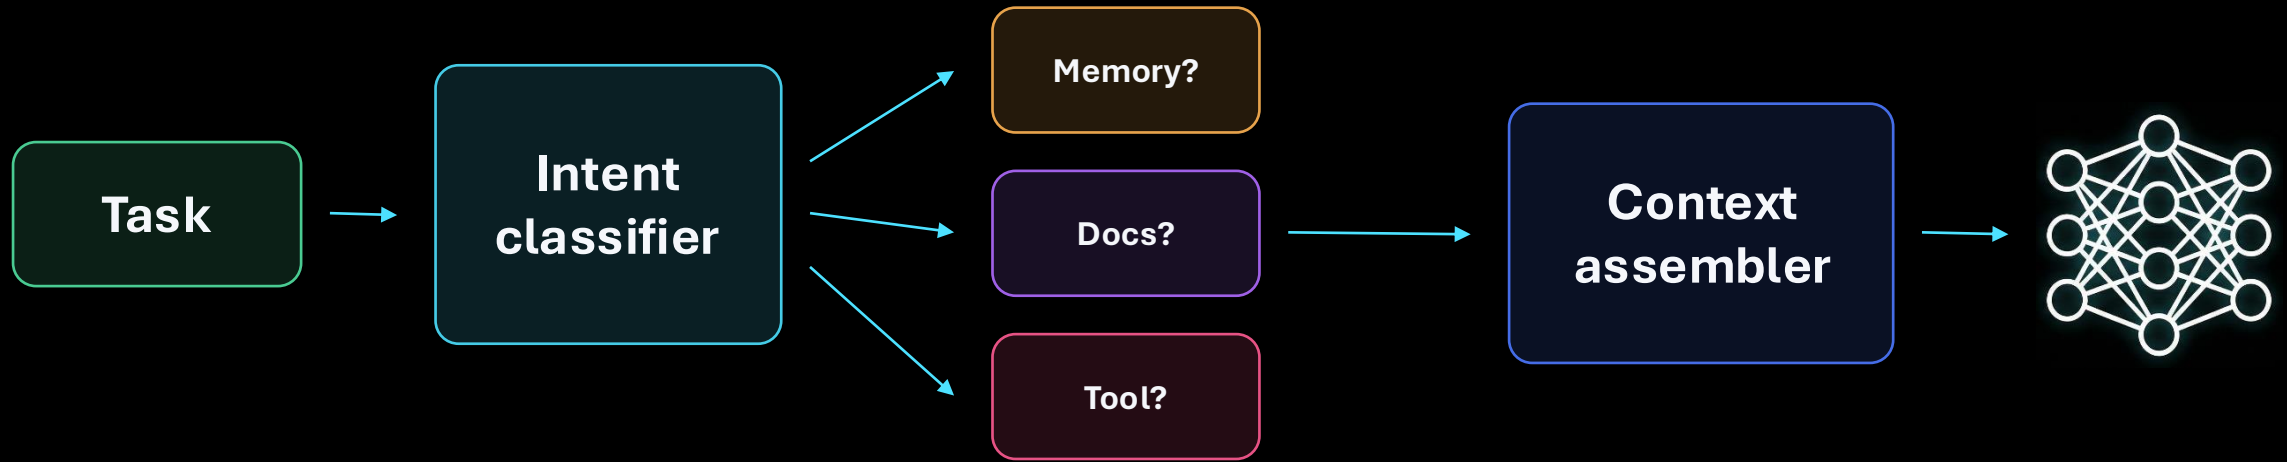 Task
Intent
classifier
Memory?
Docs?
Tool?
Context
assembler